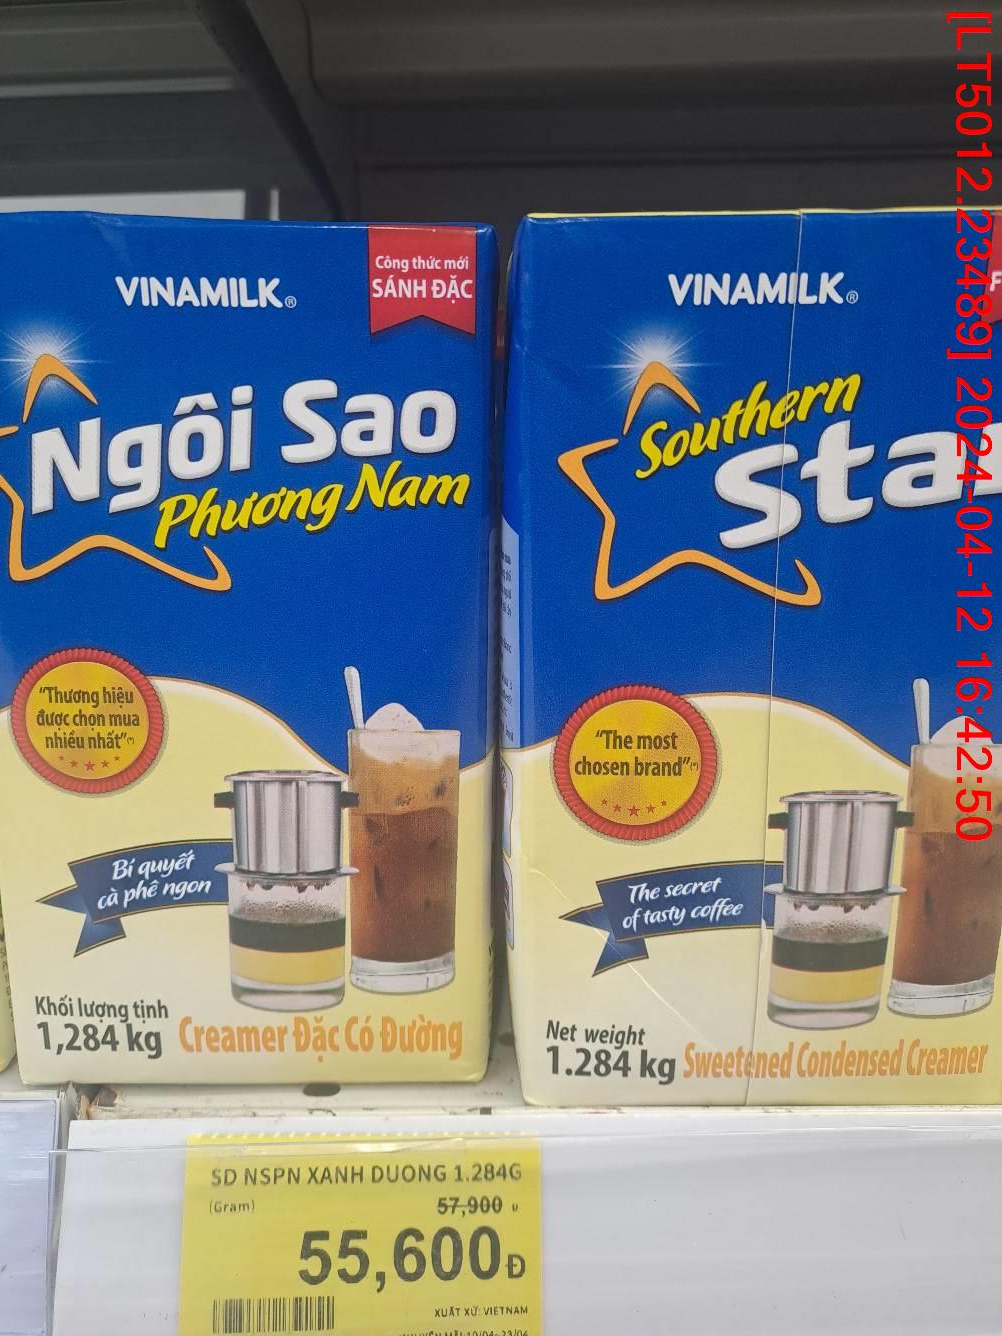 [LT5012.23489] 2024-04-12 16:42:50
VINAMILK®
Công thức mới
SÁNH ĐẶC
Ngôi Sao
Phương Nam
"Thương hiệu
được chọn mua
nhiều nhất"(*)
Bí quyết
cà phê ngon
Khối lượng tịnh
1,284 kg
Creamer Đặc Có Đường
VINAMILK®
Southern
"The most
chosen brand"(*)
The secret
of tasty coffee
Net weight
1.284 kg
Sweetened Condensed Creamer
SD NSPN XANH DUONG 1.284G
(Gram)
57,900 Đ
55,600Đ
XUẤT XỨ: VIETNAM